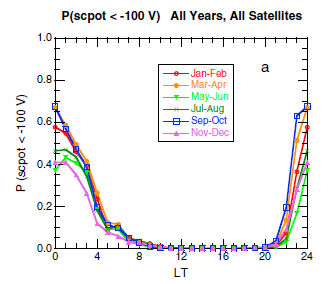 P(scpot < -100 V)   All Years, All Satellites
1.0
0.8
0.6
0.4
0.2
0.0
P (scpot < -100 V)
a
Jan-Feb
Mar-Apr
May-Jun
Jul-Aug
Sep-Oct
Nov-Dec
0 4 8 12 16 20 24
LT